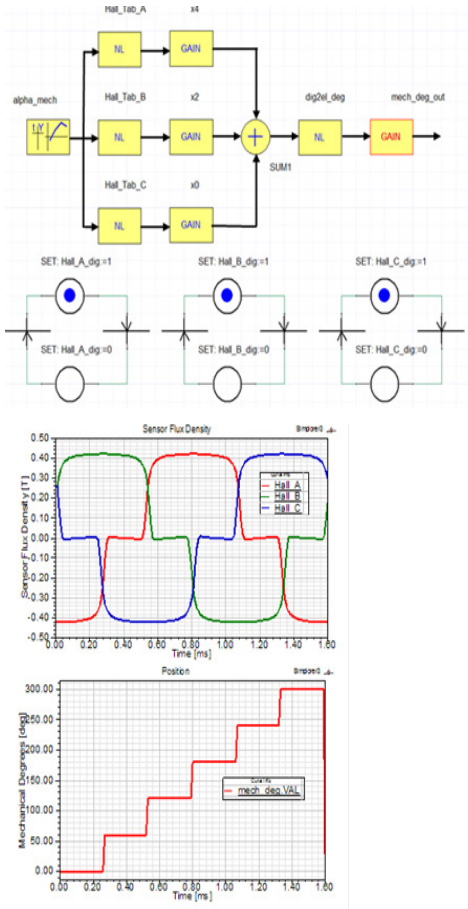 Hall_Tab_A x4
NL GAIN
alpha_mech Hall_Tab_B x2 dig2el_deg mech_deg_out
NL GAIN NL GAIN
SUM1
Hall_Tab_C x0
NL GAIN
SET: Hall_A_dig:=1 SET: Hall_B_dig:=1 SET: Hall_C_dig:=1
SET: Hall_A_dig:=0 SET: Hall_B_dig:=0 SET: Hall_C_dig:=0
Sensor Flux Density
0.50
0.40
0.30
0.20
0.10
0.00
-0.10
-0.20
-0.30
-0.40
-0.50
Sensor Flux Density [T]
Curve Info
Hall_A
Hall_B
Hall_C
0.00 0.20 0.40 0.60 0.80 1.00 1.20 1.40 1.60
Time [ms]
Position
300.00
250.00
200.00
150.00
100.00
50.00
0.00
Mechanical Degrees [deg]
Curve Info
mech_deg.VAL
0.00 0.20 0.40 0.60 0.80 1.00 1.20 1.40 1.60
Time [ms]